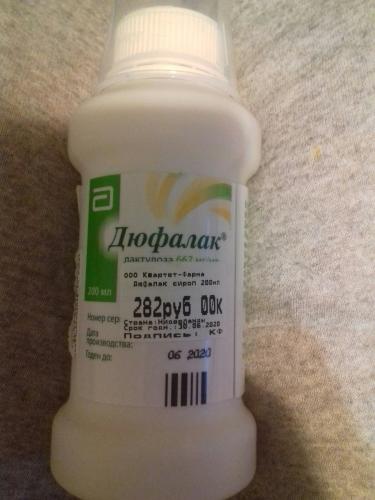 Дюфалак®
лактулоза 667 мг/мл
ООО Квартет-Фарма
Дюфалак сироп 200мл
200 мл
282руб 00К
Номер сер
Страна:Нидерланды
Срок годн.:30.06.2020
Дата
производства:
Подпись: КФ
Годен до:
06 2020